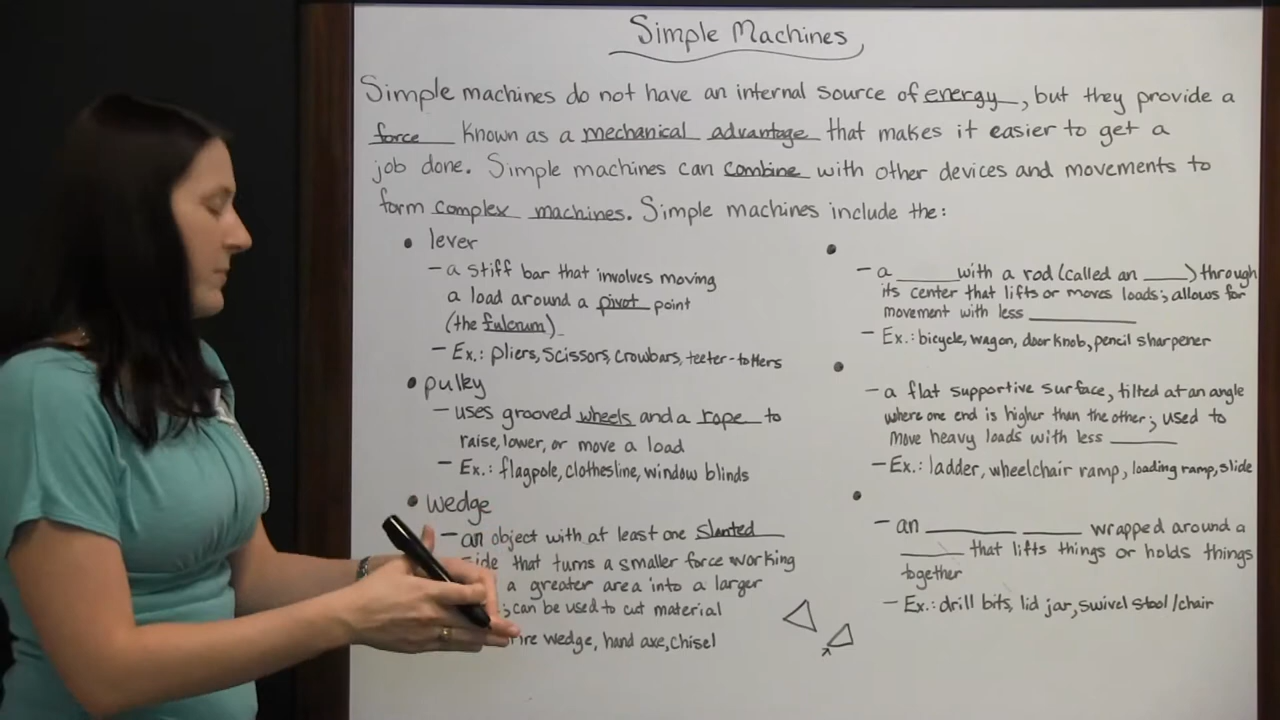 Simple Machines
Simple machines do not have an internal source of energy, but they provide a
force known as a mechanical advantage that makes it easier to get a
job done. Simple machines can combine with other devices and movements to
form complex machines. Simple machines include the:
• lever
- a stiff bar that involves moving
a load around a pivot point
(the fulcrum)
- Ex.: pliers, scissors, crowbars, teeter-totters
• pulky
- uses grooved wheels and a rope to
raise, lower, or move a load
- Ex.: flagpole, clothesline, window blinds
• wedge
- an object with at least one slanted
side that turns a smaller force working
a greater area into a larger
; can be used to cut material
wedge, hand axe, chisel
•
- a _____ with a rod (called an _____) through
its center that lifts or moves loads; allows for
movement with less _____
- Ex.: bicycle, wagon, door knob, pencil sharpener
•
- a flat supportive surface, tilted at an angle
where one end is higher than the other; used to
move heavy loads with less _____
- Ex.: ladder, wheelchair ramp, loading ramp, slide
•
- an _____ _____ wrapped around a
_____ that lifts things or holds things
together
- Ex.: drill bits, lid jar, swivel stool/chair